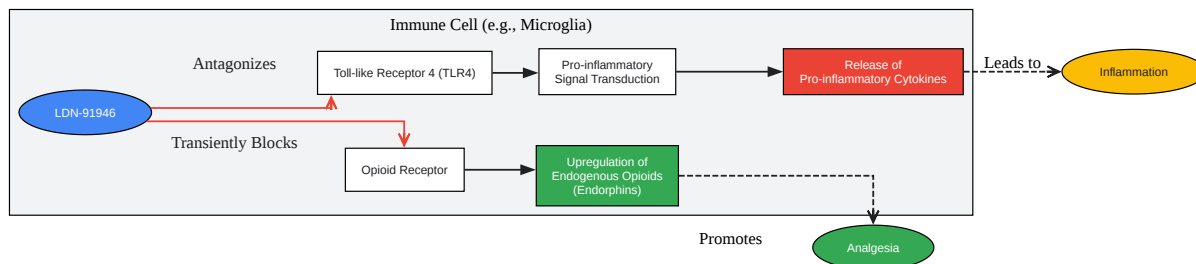 Immune Cell (e.g., Microglia)
Antagonizes
Toll-like Receptor 4 (TLR4)
Pro-inflammatory
Signal Transduction
Release of
Pro-inflammatory Cytokines
Leads to
Inflammation
LDN-91946
Transiently Blocks
Opioid Receptor
Upregulation of
Endogenous Opioids
(Endorphins)
Promotes
Analgesia